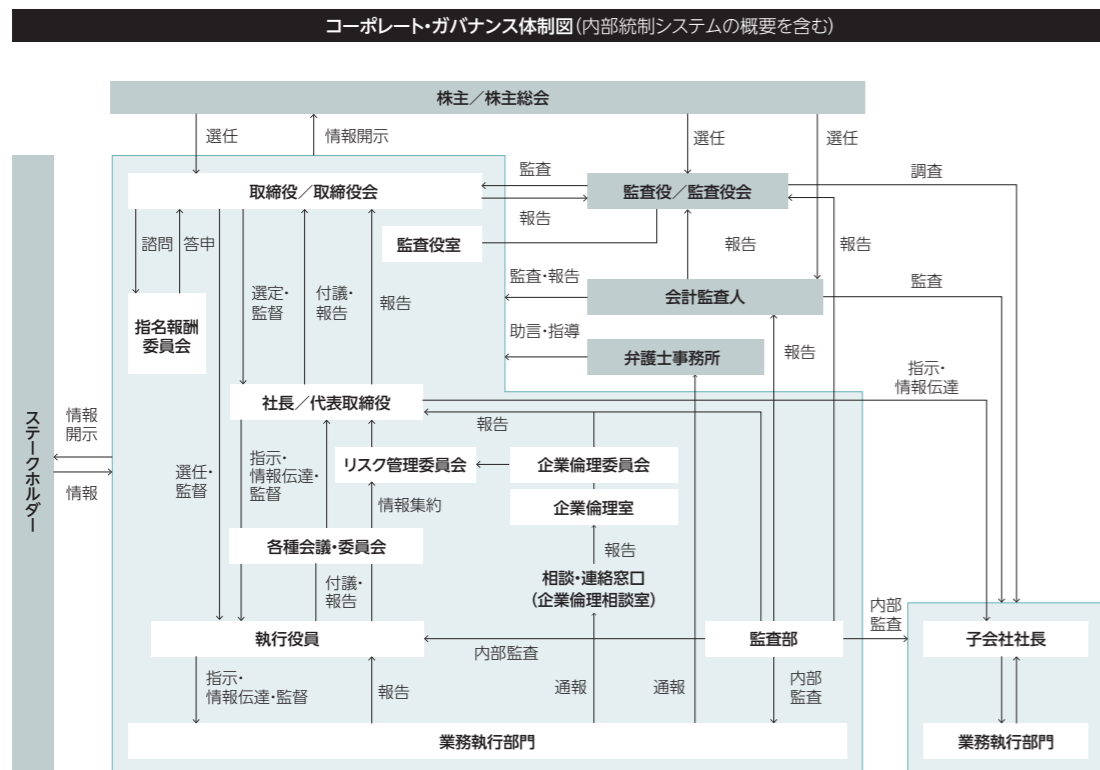 コーポレート・ガバナンス体制図(内部統制システムの概要を含む)
株主／株主総会
選任
情報開示
選任
選任
取締役／取締役会
監査
報告
監査役／監査役会
調査
監査役室
諮問
答申
選定・
監督
付議・
報告
報告
報告
報告
監査・報告
会計監査人
監査
指名報酬
委員会
助言・指導
弁護士事務所
報告
指示・
情報伝達
社長／代表取締役
報告
ステークホルダー
情報
開示
情報
選任・
監督
指示・
情報伝達・
監督
リスク管理委員会
企業倫理委員会
情報集約
企業倫理室
各種会議・委員会
報告
付議・
報告
相談・連絡窓口
(企業倫理相談室)
執行役員
内部監査
監査部
内部
監査
子会社社長
指示・
情報伝達・監督
報告
通報
通報
内部
監査
業務執行部門
業務執行部門